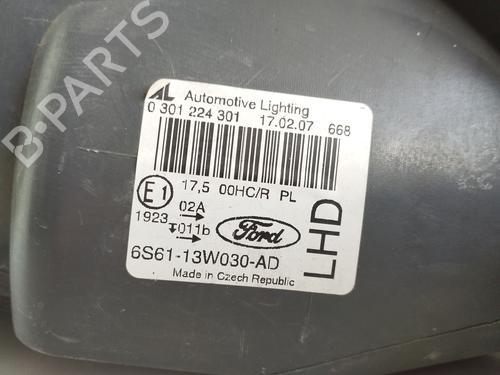 AL Automotive Lighting
0 301 224 301 17.02.07 668
E1 17,5 00HC/R PL
02A
1923
011b
Ford
LHD
6S61-13W030-AD
Made in Czech Republic
B-PARTS